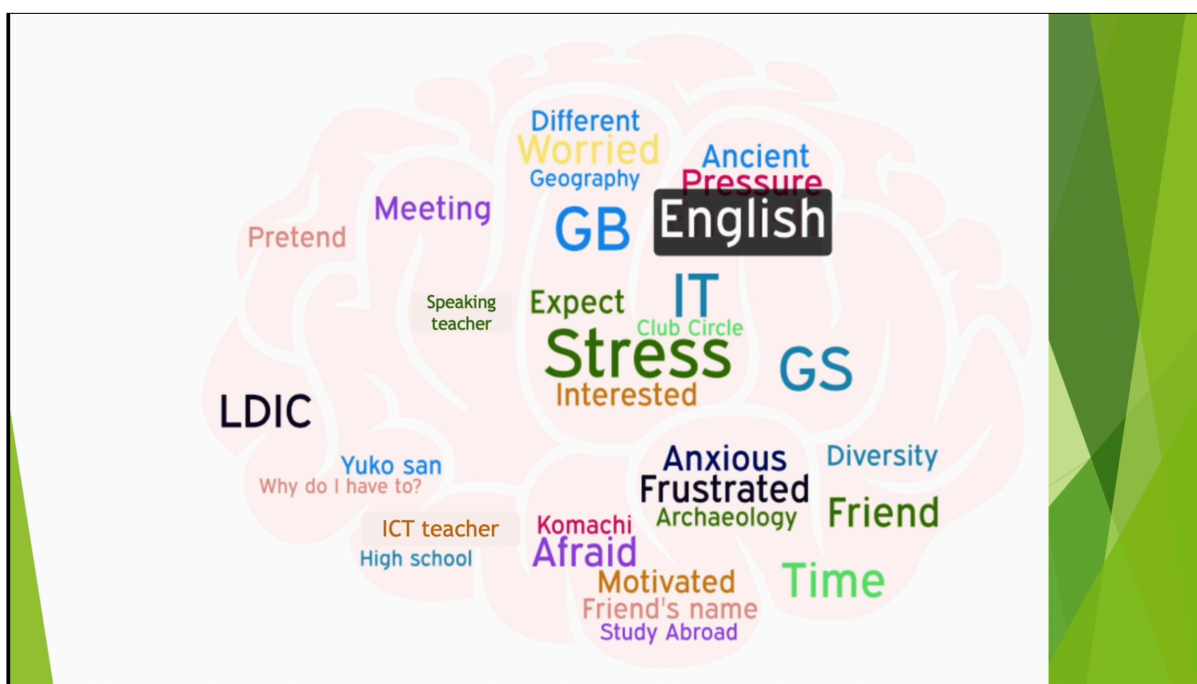 Different
Worried
Geography
Ancient
Pressure
Meeting
GB
English
Pretend
Speaking
teacher
Expect
IT
Club Circle
Stress
GS
Interested
LDIC
Yuko san
Why do I have to?
Anxious
Diversity
Frustrated
Archaeology
Friend
ICT teacher
High school
Komachi
Afraid
Motivated
Time
Friend's name
Study Abroad